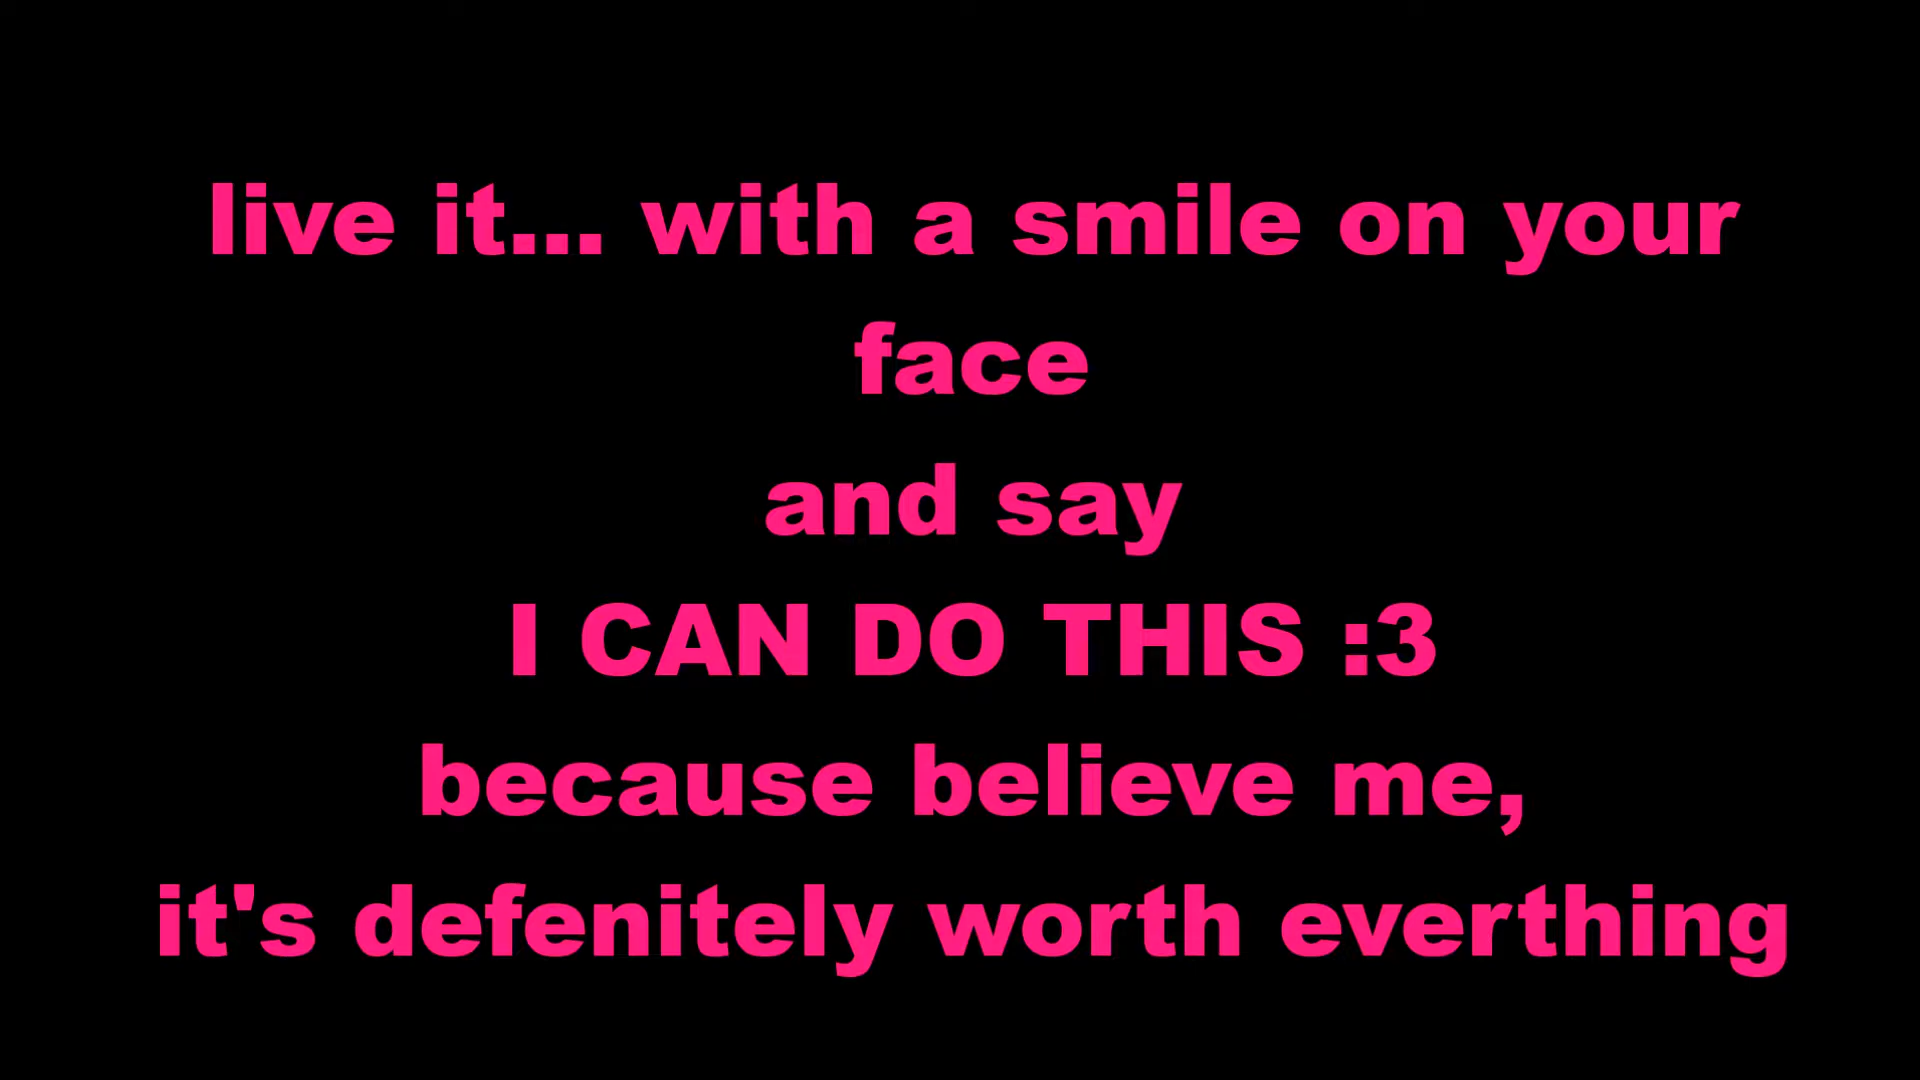 live it... with a smile on your
face
and say
I CAN DO THIS :3
because believe me,
it's defenitely worth everthing